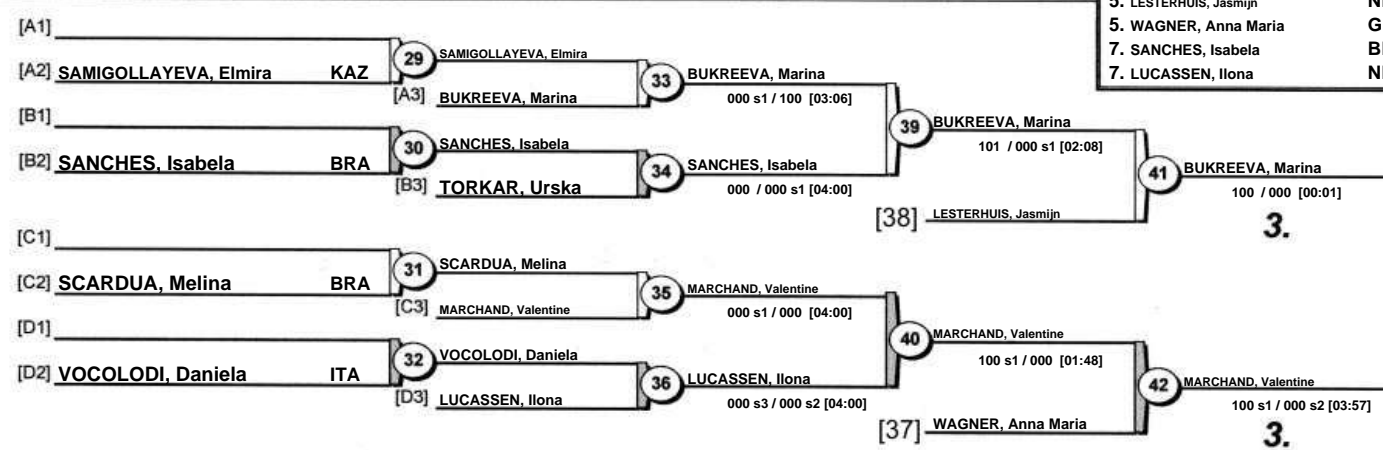 5. LESTERHUIS, Jasmijn
5. WAGNER, Anna Maria
7. SANCHES, Isabela
7. LUCASSEN, Ilona
[A1]
[A2] SAMIGOLLAYEVA, Elmira KAZ
29
SAMIGOLLAYEVA, Elmira
[A3] BUKREEVA, Marina
33
BUKREEVA, Marina
000 s1 / 100 [03:06]
[B1]
[B2] SANCHES, Isabela BRA
30
SANCHES, Isabela
[B3] TORKAR, Urska
34
SANCHES, Isabela
000 / 000 s1 [04:00]
39
BUKREEVA, Marina
101 / 000 s1 [02:08]
[38] LESTERHUIS, Jasmijn
41
BUKREEVA, Marina
100 / 000 [00:01]
3.
[C1]
[C2] SCARDUA, Melina BRA
31
SCARDUA, Melina
[C3] MARCHAND, Valentine
35
MARCHAND, Valentine
000 s1 / 000 [04:00]
[D1]
[D2] VOCOLODI, Daniela ITA
32
VOCOLODI, Daniela
[D3] LUCASSEN, Ilona
36
LUCASSEN, Ilona
000 s3 / 000 s2 [04:00]
40
MARCHAND, Valentine
100 s1 / 000 [01:48]
[37] WAGNER, Anna Maria
42
MARCHAND, Valentine
100 s1 / 000 s2 [03:57]
3.